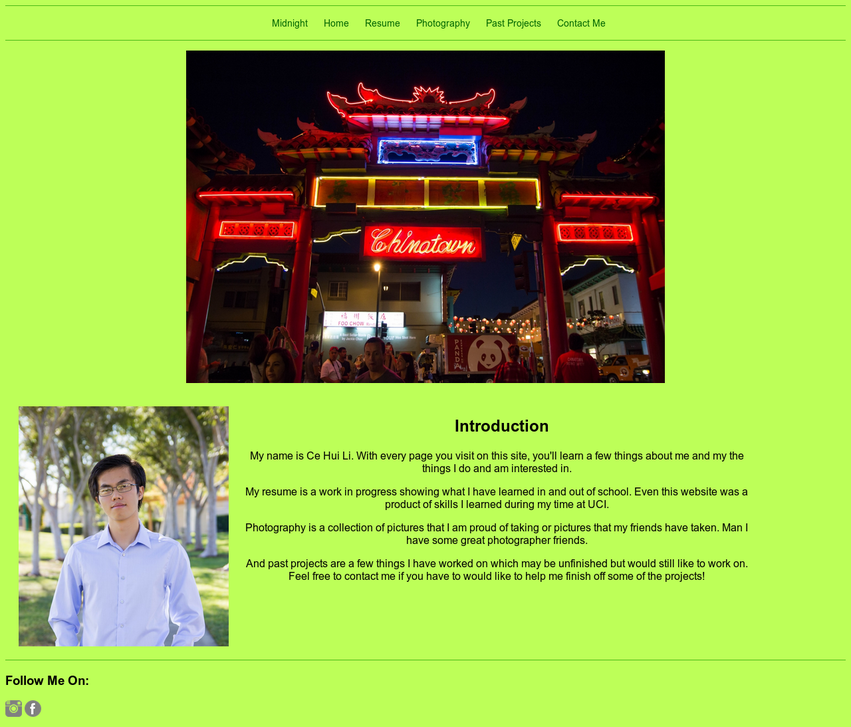 Midnight Home Resume Photography Past Projects Contact Me
Chinatown
FOO CHOW
PANDA
Introduction
My name is Ce Hui Li. With every page you visit on this site, you'll learn a few things about me and my the
things I do and am interested in.
My resume is a work in progress showing what I have learned in and out of school. Even this website was a
product of skills I learned during my time at UCI.
Photography is a collection of pictures that I am proud of taking or pictures that my friends have taken. Man I
have some great photographer friends.
And past projects are a few things I have worked on which may be unfinished but would still like to work on.
Feel free to contact me if you have to would like to help me finish off some of the projects!
Follow Me On: